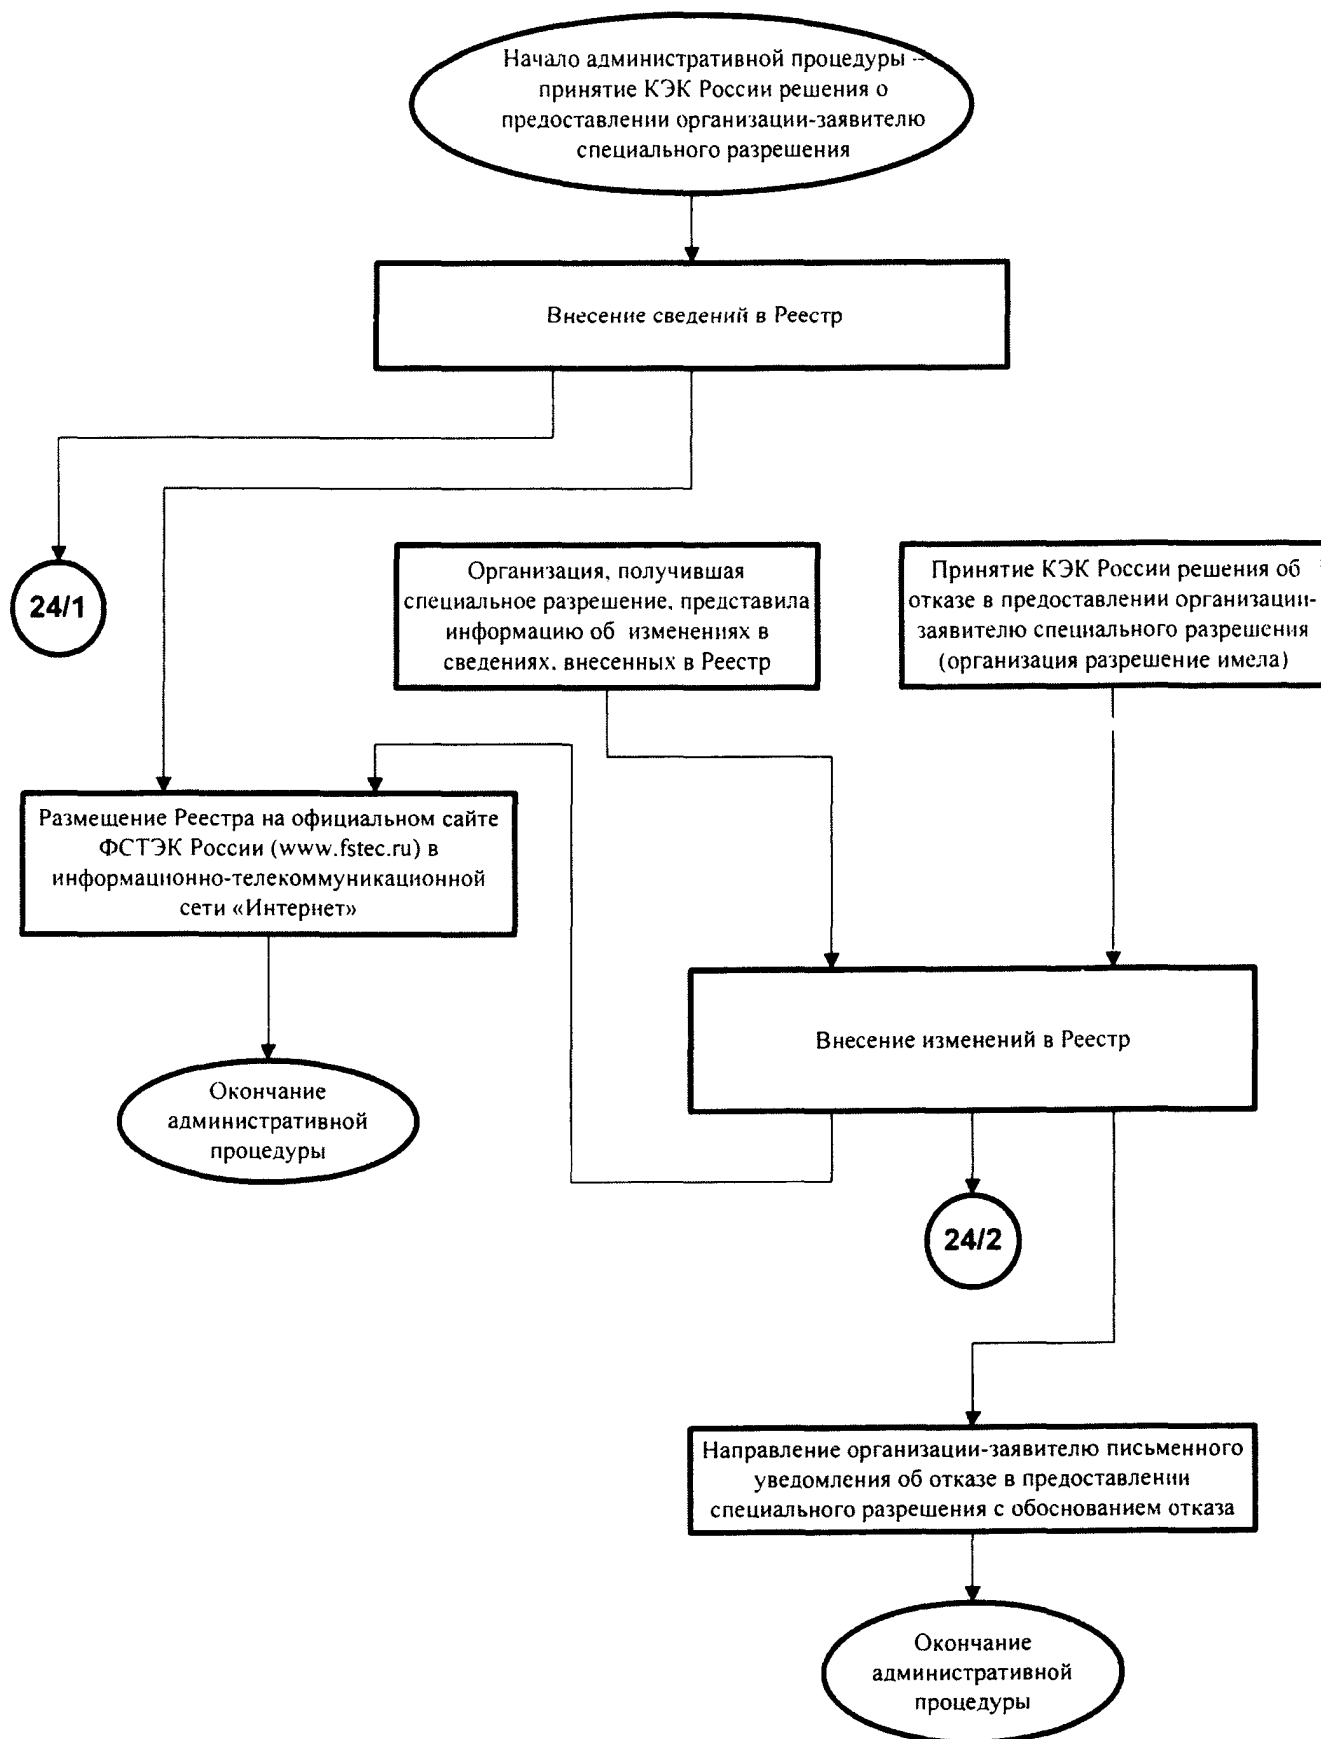 Начало административной процедуры –
принятие КЭК России решения о
предоставлении организации-заявителю
специального разрешения
Внесение сведений в Реестр
24/1
Организация, получившая
специальное разрешение, представила
информацию об изменениях в
сведениях, внесенных в Реестр
Принятие КЭК России решения об
отказе в предоставлении организации-
заявителю специального разрешения
(организация разрешение имела)
Размещение Реестра на официальном сайте
ФСТЭК России (www.fstec.ru) в
информационно-телекоммуникационной
сети «Интернет»
Внесение изменений в Реестр
Окончание
административной
процедуры
24/2
Направление организации-заявителю письменного
уведомления об отказе в предоставлении
специального разрешения с обоснованием отказа
Окончание
административной
процедуры